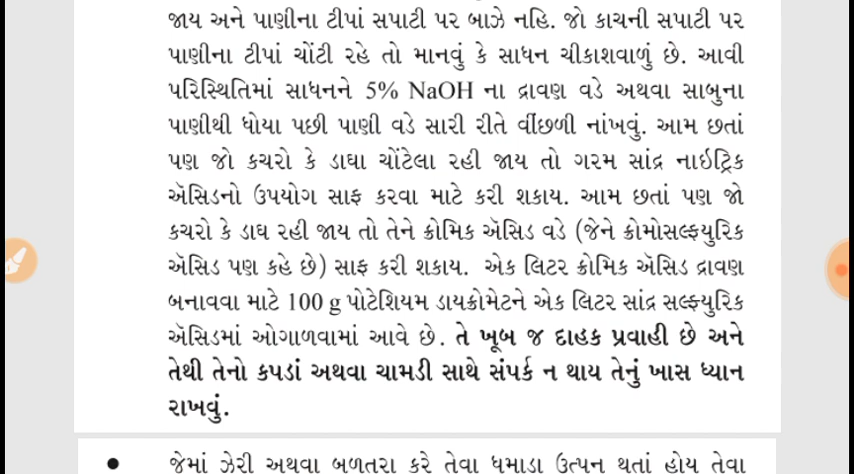 જાય અને પાણીના ટીપાં સપાટી પર બાઝે નહિ. જો કાચની સપાટી પર
પાણીના ટીપાં ચોંટી રહે તો માનવું કે સાધન ચીકાશવાળું છે. આવી
પરિસ્થિતિમાં સાધનને 5% NaOH ના દ્રાવણ વડે અથવા સાબુના
પાણીથી ધોયા પછી પાણી વડે સારી રીતે વીંછળી નાંખવું. આમ છતાં
પણ જો કચરો કે ડાઘા ચોંટેલા રહી જાય તો ગરમ સાંદ્ર નાઇટ્રિક
ઍસિડનો ઉપયોગ સાફ કરવા માટે કરી શકાય. આમ છતાં પણ જો
કચરો કે ડાઘ રહી જાય તો તેને ક્રોમિક ઍસિડ વડે (જેને ક્રોમોસલ્ફ્યુરિક
ઍસિડ પણ કહે છે) સાફ કરી શકાય. એક લિટર ક્રોમિક ઍસિડ દ્રાવણ
બનાવવા માટે 100 g પોટેશિયમ ડાયક્રોમેટને એક લિટર સાંદ્ર સલ્ફ્યુરિક
ઍસિડમાં ઓગાળવામાં આવે છે. તે ખૂબ જ દાહક પ્રવાહી છે અને
તેથી તેનો કપડાં અથવા ચામડી સાથે સંપર્ક ન થાય તેનું ખાસ ધ્યાન
રાખવું.
• જેમાં ઝેરી અથવા બળતરા કરે તેવા ધુમાડા ઉત્પન થતાં હોય તેવા